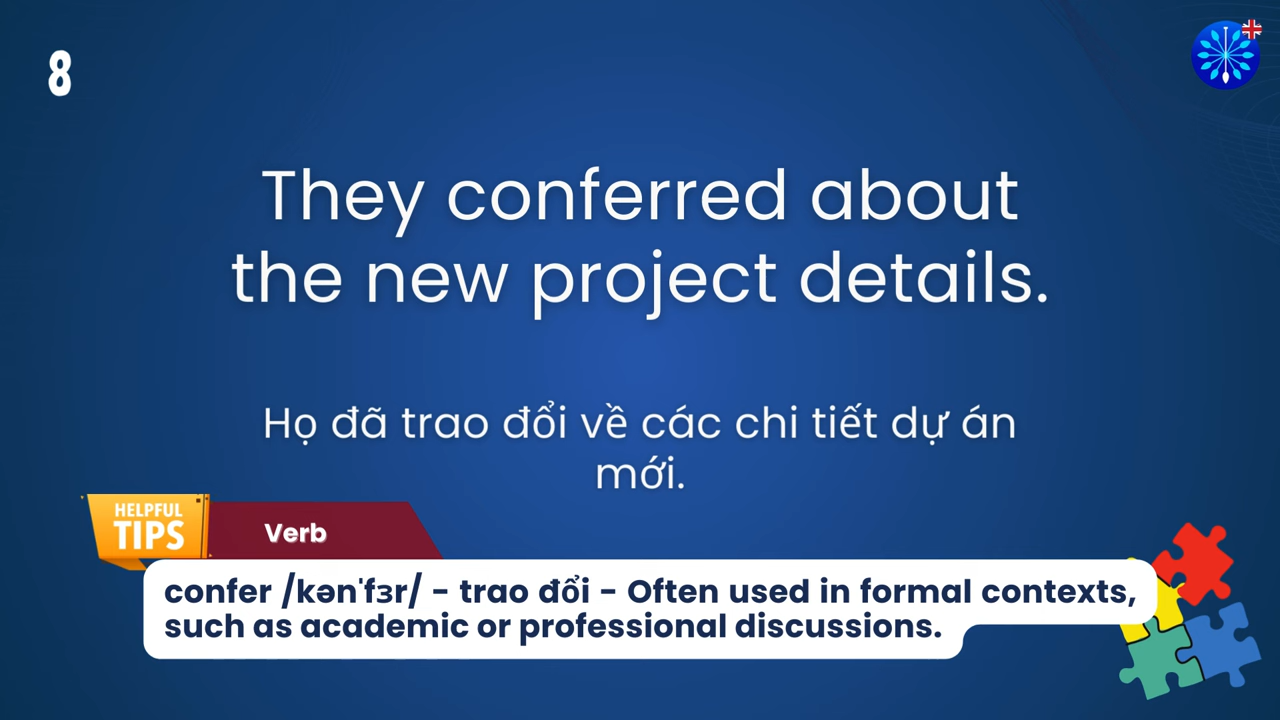 8
They conferred about
the new project details.
Họ đã trao đổi về các chi tiết dự án
mới.
HELPFUL
TIPS
Verb
confer /kənˈfɜr/ - trao đổi - Often used in formal contexts,
such as academic or professional discussions.